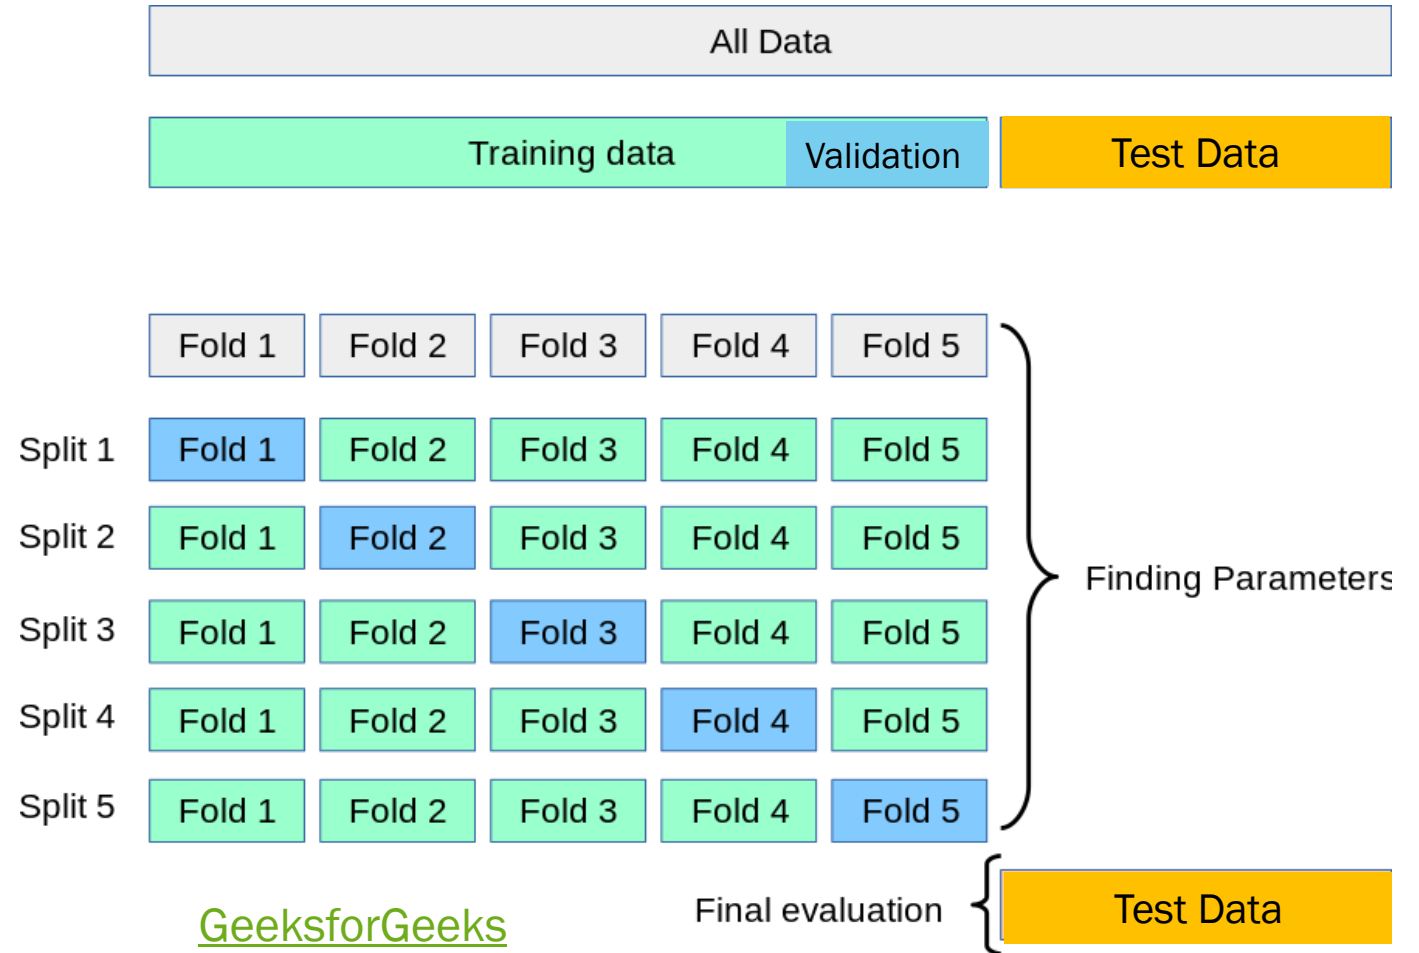 All Data
Training data Validation Test Data
Fold 1 Fold 2 Fold 3 Fold 4 Fold 5
Split 1 Fold 1 Fold 2 Fold 3 Fold 4 Fold 5
Split 2 Fold 1 Fold 2 Fold 3 Fold 4 Fold 5
Finding Parameters
Split 3 Fold 1 Fold 2 Fold 3 Fold 4 Fold 5
Split 4 Fold 1 Fold 2 Fold 3 Fold 4 Fold 5
Split 5 Fold 1 Fold 2 Fold 3 Fold 4 Fold 5
GeeksforGeeks Final evaluation Test Data